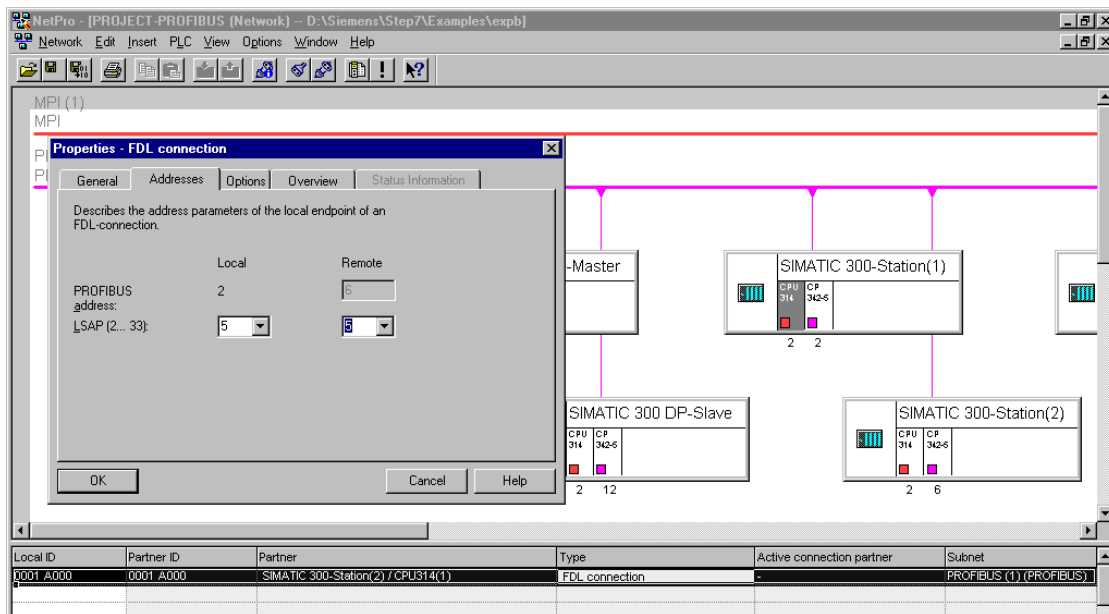 NetPro - [PROJECT-PROFIBUS (Network) -- D:\Siemens\Step7\Examples\expb]
Network Edit Insert PLC View Options Window Help
MPI (1)
MPI
Properties - FDL connection
General Addresses Options Overview Status Information
Describes the address parameters of the local endpoint of an
FDL-connection.
Local Remote
PROFIBUS
address: 2 6
LSAP (2... 33): 5 5
OK Cancel Help
-Master
SIMATIC 300-Station(1)
CPU CP
314 342-5
2 2
SIMATIC 300 DP-Slave
CPU CP
314 342-5
2 12
SIMATIC 300-Station(2)
CPU CP
314 342-5
2 6
Local ID Partner ID Partner Type Active connection partner Subnet
0001 A000 0001 A000 SIMATIC 300-Station(2) / CPU314(1) FDL connection - PROFIBUS (1) (PROFIBUS)